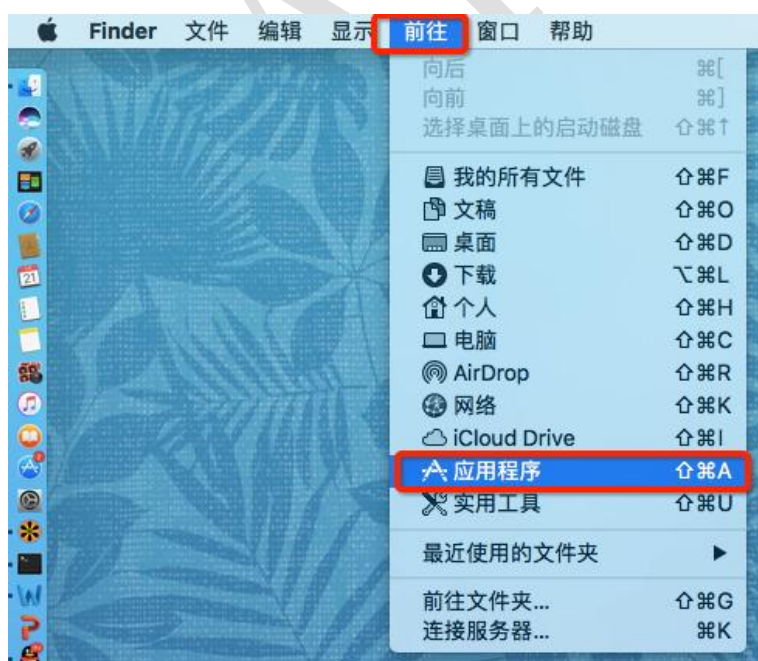 Finder 文件 编辑 显示 前往 窗口 帮助
向后 ⌘[
向前 ⌘]
选择桌面上的启动磁盘 ⇧⌘↑
我的所有文件 ⇧⌘F
文稿 ⇧⌘O
桌面 ⇧⌘D
下载 ⌥⌘L
个人 ⇧⌘H
电脑 ⇧⌘C
AirDrop ⇧⌘R
网络 ⇧⌘K
iCloud Drive ⇧⌘I
应用程序 ⇧⌘A
实用工具 ⇧⌘U
最近使用的文件夹 ▶
前往文件夹... ⇧⌘G
连接服务器... ⌘K
21